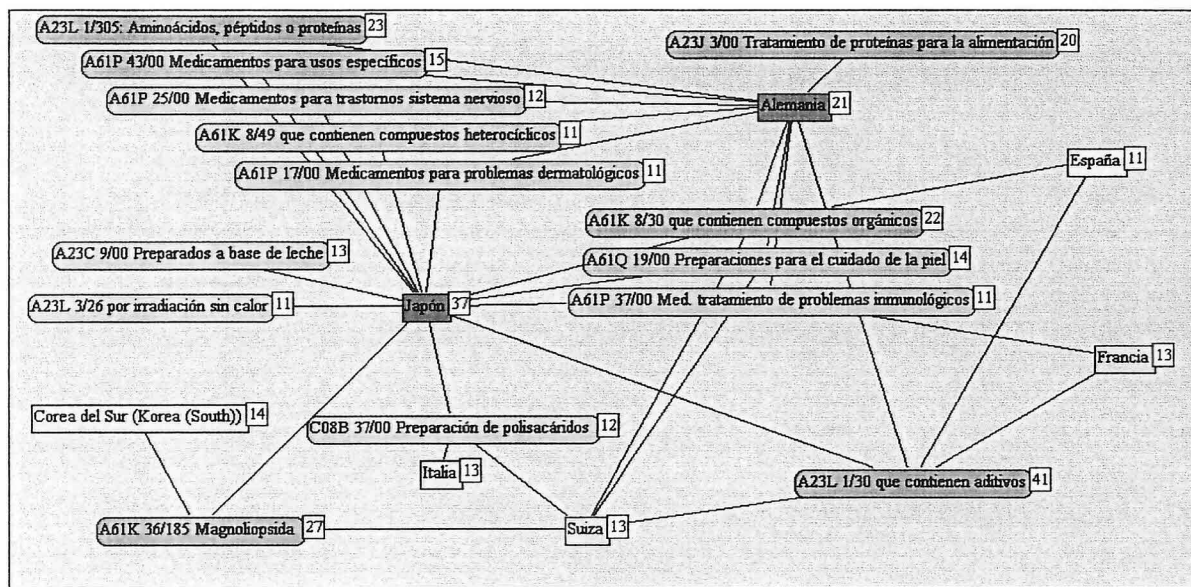 A23L 1/305: Aminoácidos, péptidos o proteínas 23
A23J 3/00 Tratamiento de proteínas para la alimentación 20
A61P 43/00 Medicamentos para usos específicos 15
A61P 25/00 Medicamentos para trastornos sistema nervioso 12
Alemania 21
A61K 8/49 que contienen compuestos heterocíclicos 11
España 11
A61P 17/00 Medicamentos para problemas dermatológicos 11
A61K 8/30 que contienen compuestos orgánicos 22
A23C 9/00 Preparados a base de leche 13
A61Q 19/00 Preparaciones para el cuidado de la piel 14
A23L 3/26 por irradiación sin calor 11
Japón 37
A61P 37/00 Med. tratamiento de problemas inmunológicos 11
Francia 13
Corea del Sur (Korea (South)) 14
C08B 37/00 Preparación de polisacáridos 12
Italia 13
A23L 1/30 que contienen aditivos 41
A61K 36/185 Magnoliopsida 27
Suiza 13